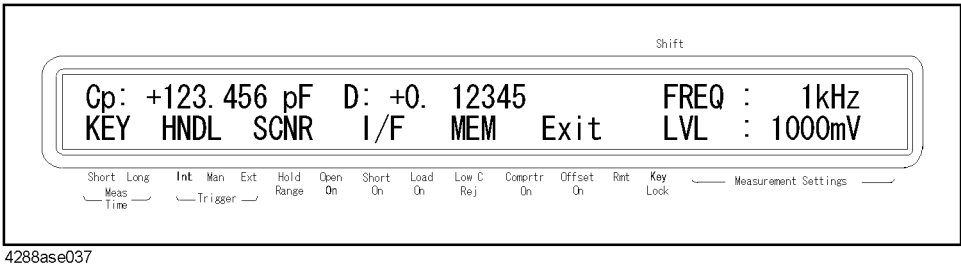 Shift
Cp: +123.456 pF D: +0. 12345 FREQ : 1kHz
KEY HNDL SCNR I/F MEM Exit LVL : 1000mV
Short Long Int Man Ext Hold Open Short Load Low C Comprtr Offset Rmt Key Measurement Settings
Meas Trigger Range On On On Rej On On Lock
Time
4288ase037